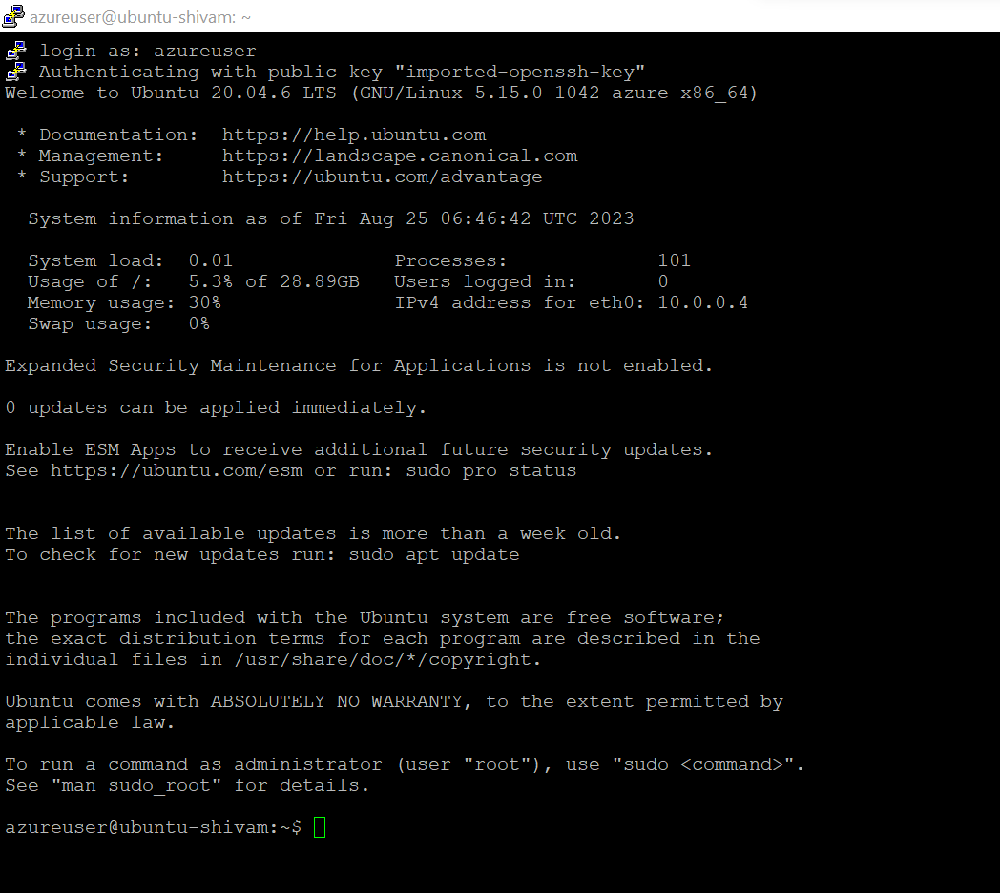 azureuser@ubuntu-shivam: ~
login as: azureuser
Authenticating with public key "imported-openssh-key"
Welcome to Ubuntu 20.04.6 LTS (GNU/Linux 5.15.0-1042-azure x86_64)
* Documentation:  https://help.ubuntu.com
* Management:     https://landscape.canonical.com
* Support:        https://ubuntu.com/advantage
System information as of Fri Aug 25 06:46:42 UTC 2023
System load:  0.01              Processes:             101
Usage of /:   5.3% of 28.89GB   Users logged in:       0
Memory usage: 30%               IPv4 address for eth0: 10.0.0.4
Swap usage:   0%
Expanded Security Maintenance for Applications is not enabled.
0 updates can be applied immediately.
Enable ESM Apps to receive additional future security updates.
See https://ubuntu.com/esm or run: sudo pro status
The list of available updates is more than a week old.
To check for new updates run: sudo apt update
The programs included with the Ubuntu system are free software;
the exact distribution terms for each program are described in the
individual files in /usr/share/doc/*/copyright.
Ubuntu comes with ABSOLUTELY NO WARRANTY, to the extent permitted by
applicable law.
To run a command as administrator (user "root"), use "sudo <command>".
See "man sudo_root" for details.
azureuser@ubuntu-shivam:~$